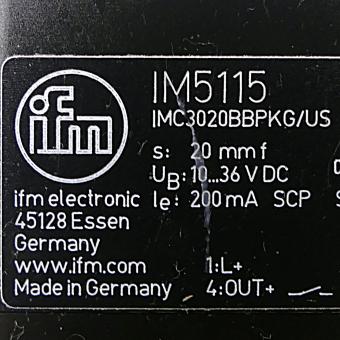 ifm
IM5115
IMC3020BBPKG/US
s: 20 mm f
UB: 10...36 V DC
Ie: 200 mA SCP
ifm electronic
45128 Essen
Germany
www.ifm.com
Made in Germany
1:L+
4:OUT+